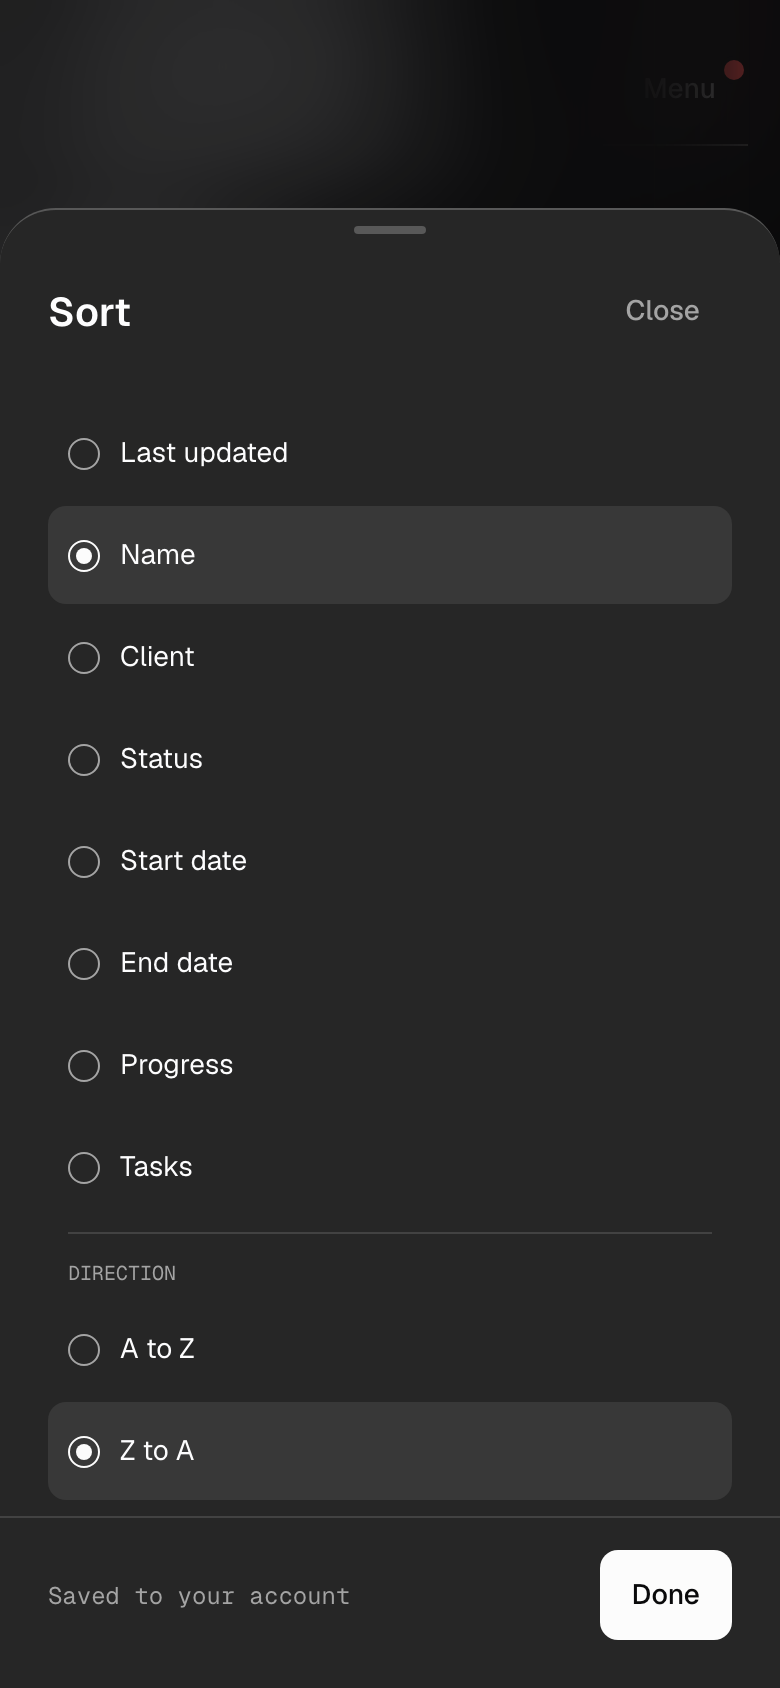 Menu
Sort
Close
Last updated
Name
Client
Status
Start date
End date
Progress
Tasks
DIRECTION
A to Z
Z to A
Saved to your account
Done